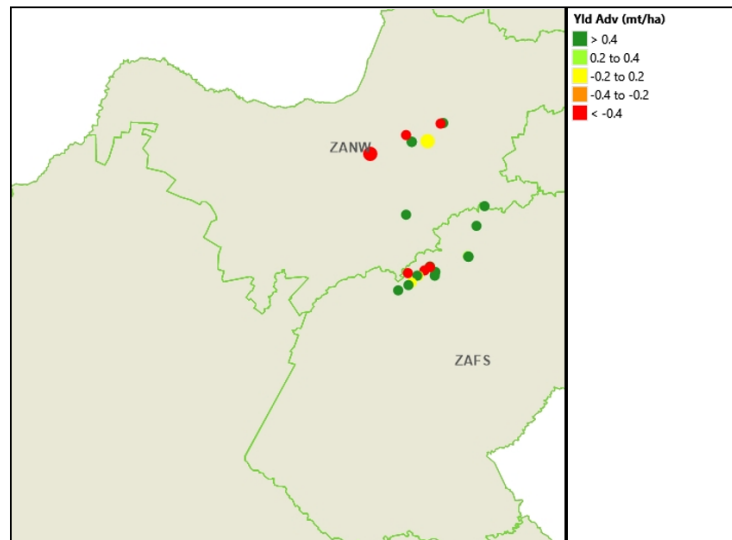 Yld Adv (mt/ha)
> 0.4
0.2 to 0.4
-0.2 to 0.2
-0.4 to -0.2
< -0.4
ZANW
ZAFS